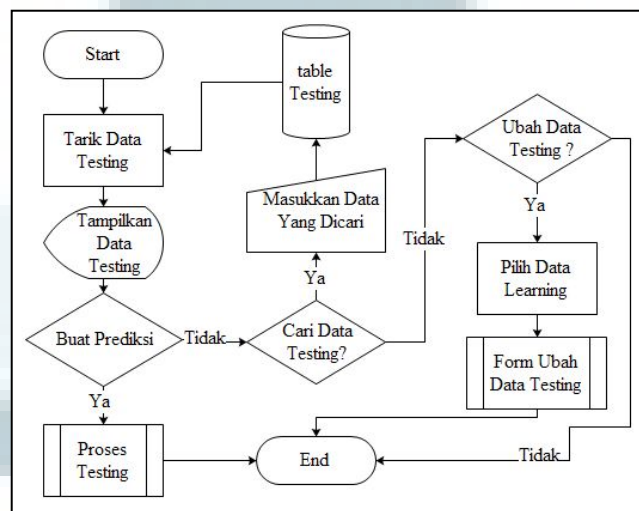 Start
Tarik Data
Testing
Tampilkan
Data
Testing
Buat Prediksi
Ya
Proses
Testing
Tidak
Cari Data
Testing?
Ya
Masukkan Data
Yang Dicari
table
Testing
Tidak
Ubah Data
Testing ?
Ya
Pilih Data
Learning
Form Ubah
Data Testing
Tidak
End